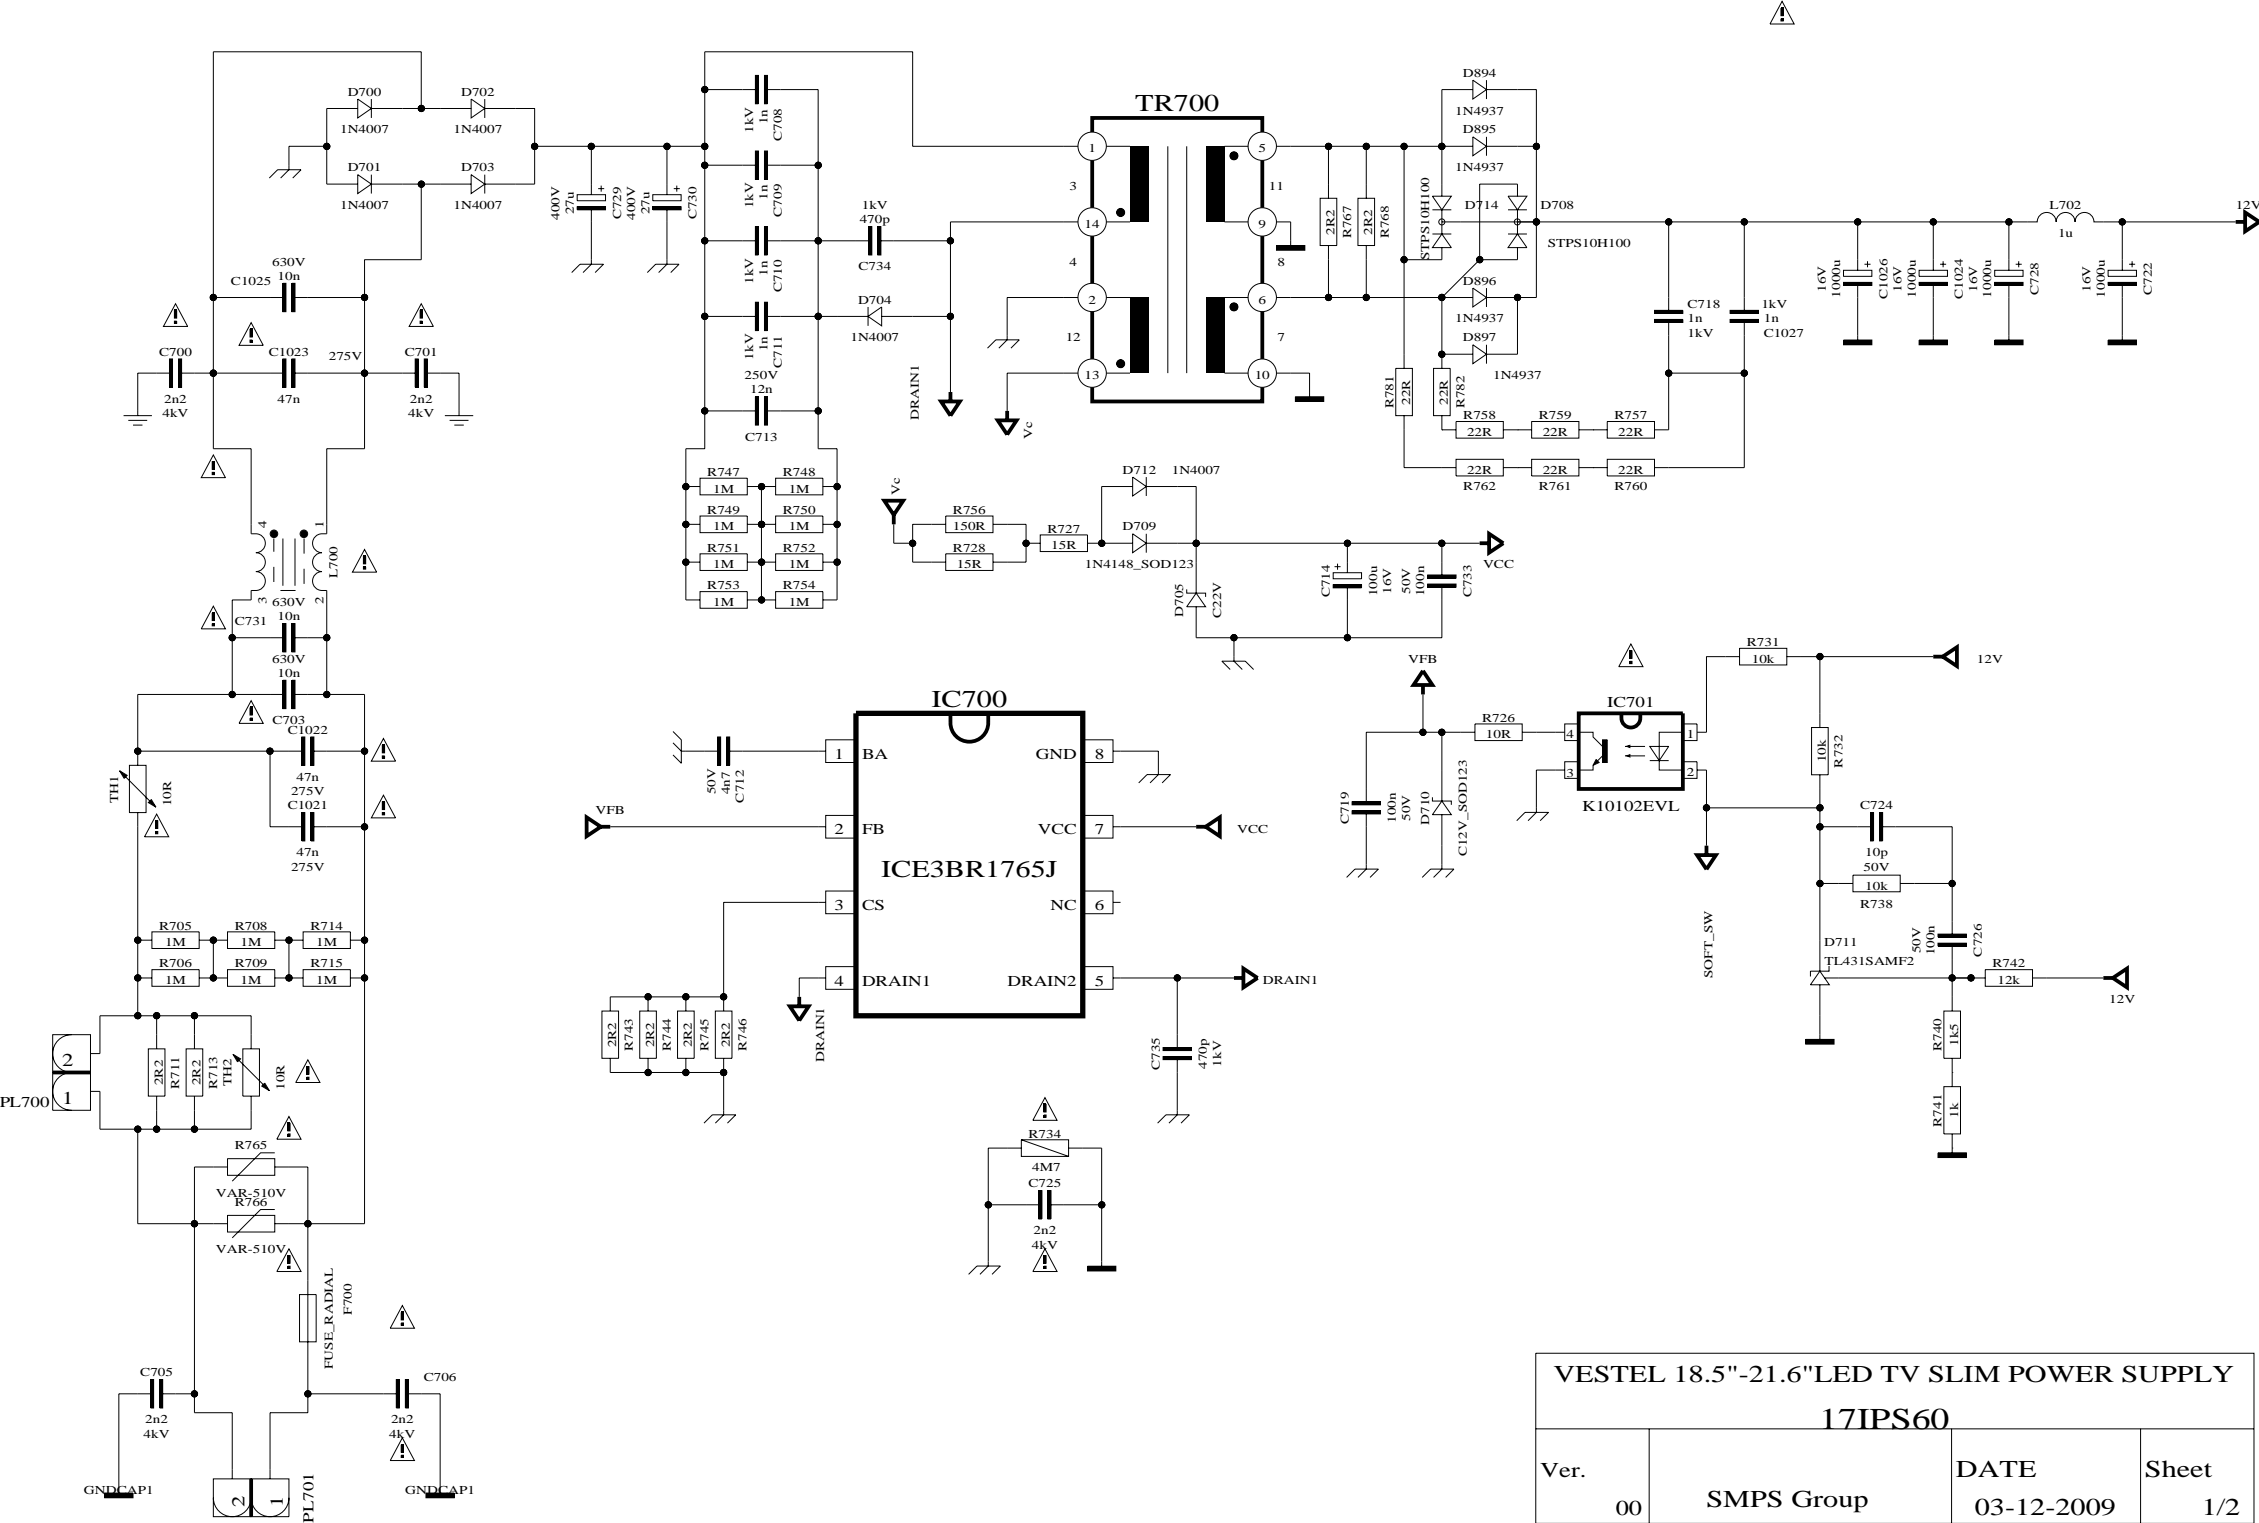 D700
1N4007
D702
1N4007
D701
1N4007
D703
1N4007
630V
10n
C1025
C700
2n2
4kV
C1023
47n
275V
C701
2n2
4kV
4
1
3
2
L700
630V
10n
C731
630V
10n
C703
C1022
47n
275V
C1021
47n
275V
TH1
10R
R705
1M
R708
1M
R714
1M
R706
1M
R709
1M
R715
1M
2
1
PL700
2R2
R711
2R2
R713
TH2
10R
R765
VAR-510V
R766
VAR-510V
FUSE_RADIAL
F700
C705
2n2
4kV
C706
2n2
4kV
GNDCAP1
GNDCAP1
2
1
PL701
400V
27u
C729
400V
27u
C730
+
+
1kV
1n
C708
1kV
1n
C709
1kV
1n
C710
1kV
1n
C711
250V
12n
C713
1kV
470p
C734
D704
1N4007
DRAIN1
R747
1M
R748
1M
R749
1M
R750
1M
R751
1M
R752
1M
R753
1M
R754
1M
TR700
1
5
3
11
14
9
4
8
2
6
12
7
13
10
Vc
2R2
R767
2R2
R768
D894
1N4937
D895
1N4937
STPS10H100
D714
D708
STPS10H100
D896
1N4937
D897
1N4937
R781
22R
22R
R782
R758
22R
R759
22R
R757
22R
22R
R762
22R
R761
22R
R760
C718
1n
1kV
1kV
1n
C1027
16V
1000u
+
C1026
16V
1000u
+
C1024
16V
1000u
+
C728
L702
1u
16V
1000u
+
C722
12V
Vc
R756
150R
R728
15R
R727
15R
D712
1N4007
D709
1N4148_SOD123
D705
C22V
C714
+
100u
16V
50V
100n
C733
VCC
IC700
ICE3BR1765J
1
BA
2
FB
3
CS
4
DRAIN1
GND
8
VCC
7
NC
6
DRAIN2
5
50V
4n7
C712
VFB
VCC
DRAIN1
DRAIN1
2R2
R743
2R2
R744
2R2
R745
2R2
R746
C735
470p
1kV
R734
4M7
C725
2n2
4kV
VFB
C719
100n
50V
D710
C12V_SOD123
R726
10R
IC701
4
3
1
2
K10102EVL
R731
10k
12V
10k
R732
SOFT_SW
C724
10p
50V
10k
R738
50V
100n
C726
D711
TL431SAMF2
R742
12k
12V
R740
1k5
R741
1k
VESTEL 18.5"-21.6"LED TV SLIM POWER SUPPLY
17IPS60
Ver.
00
SMPS Group
DATE
03-12-2009
Sheet
1/2